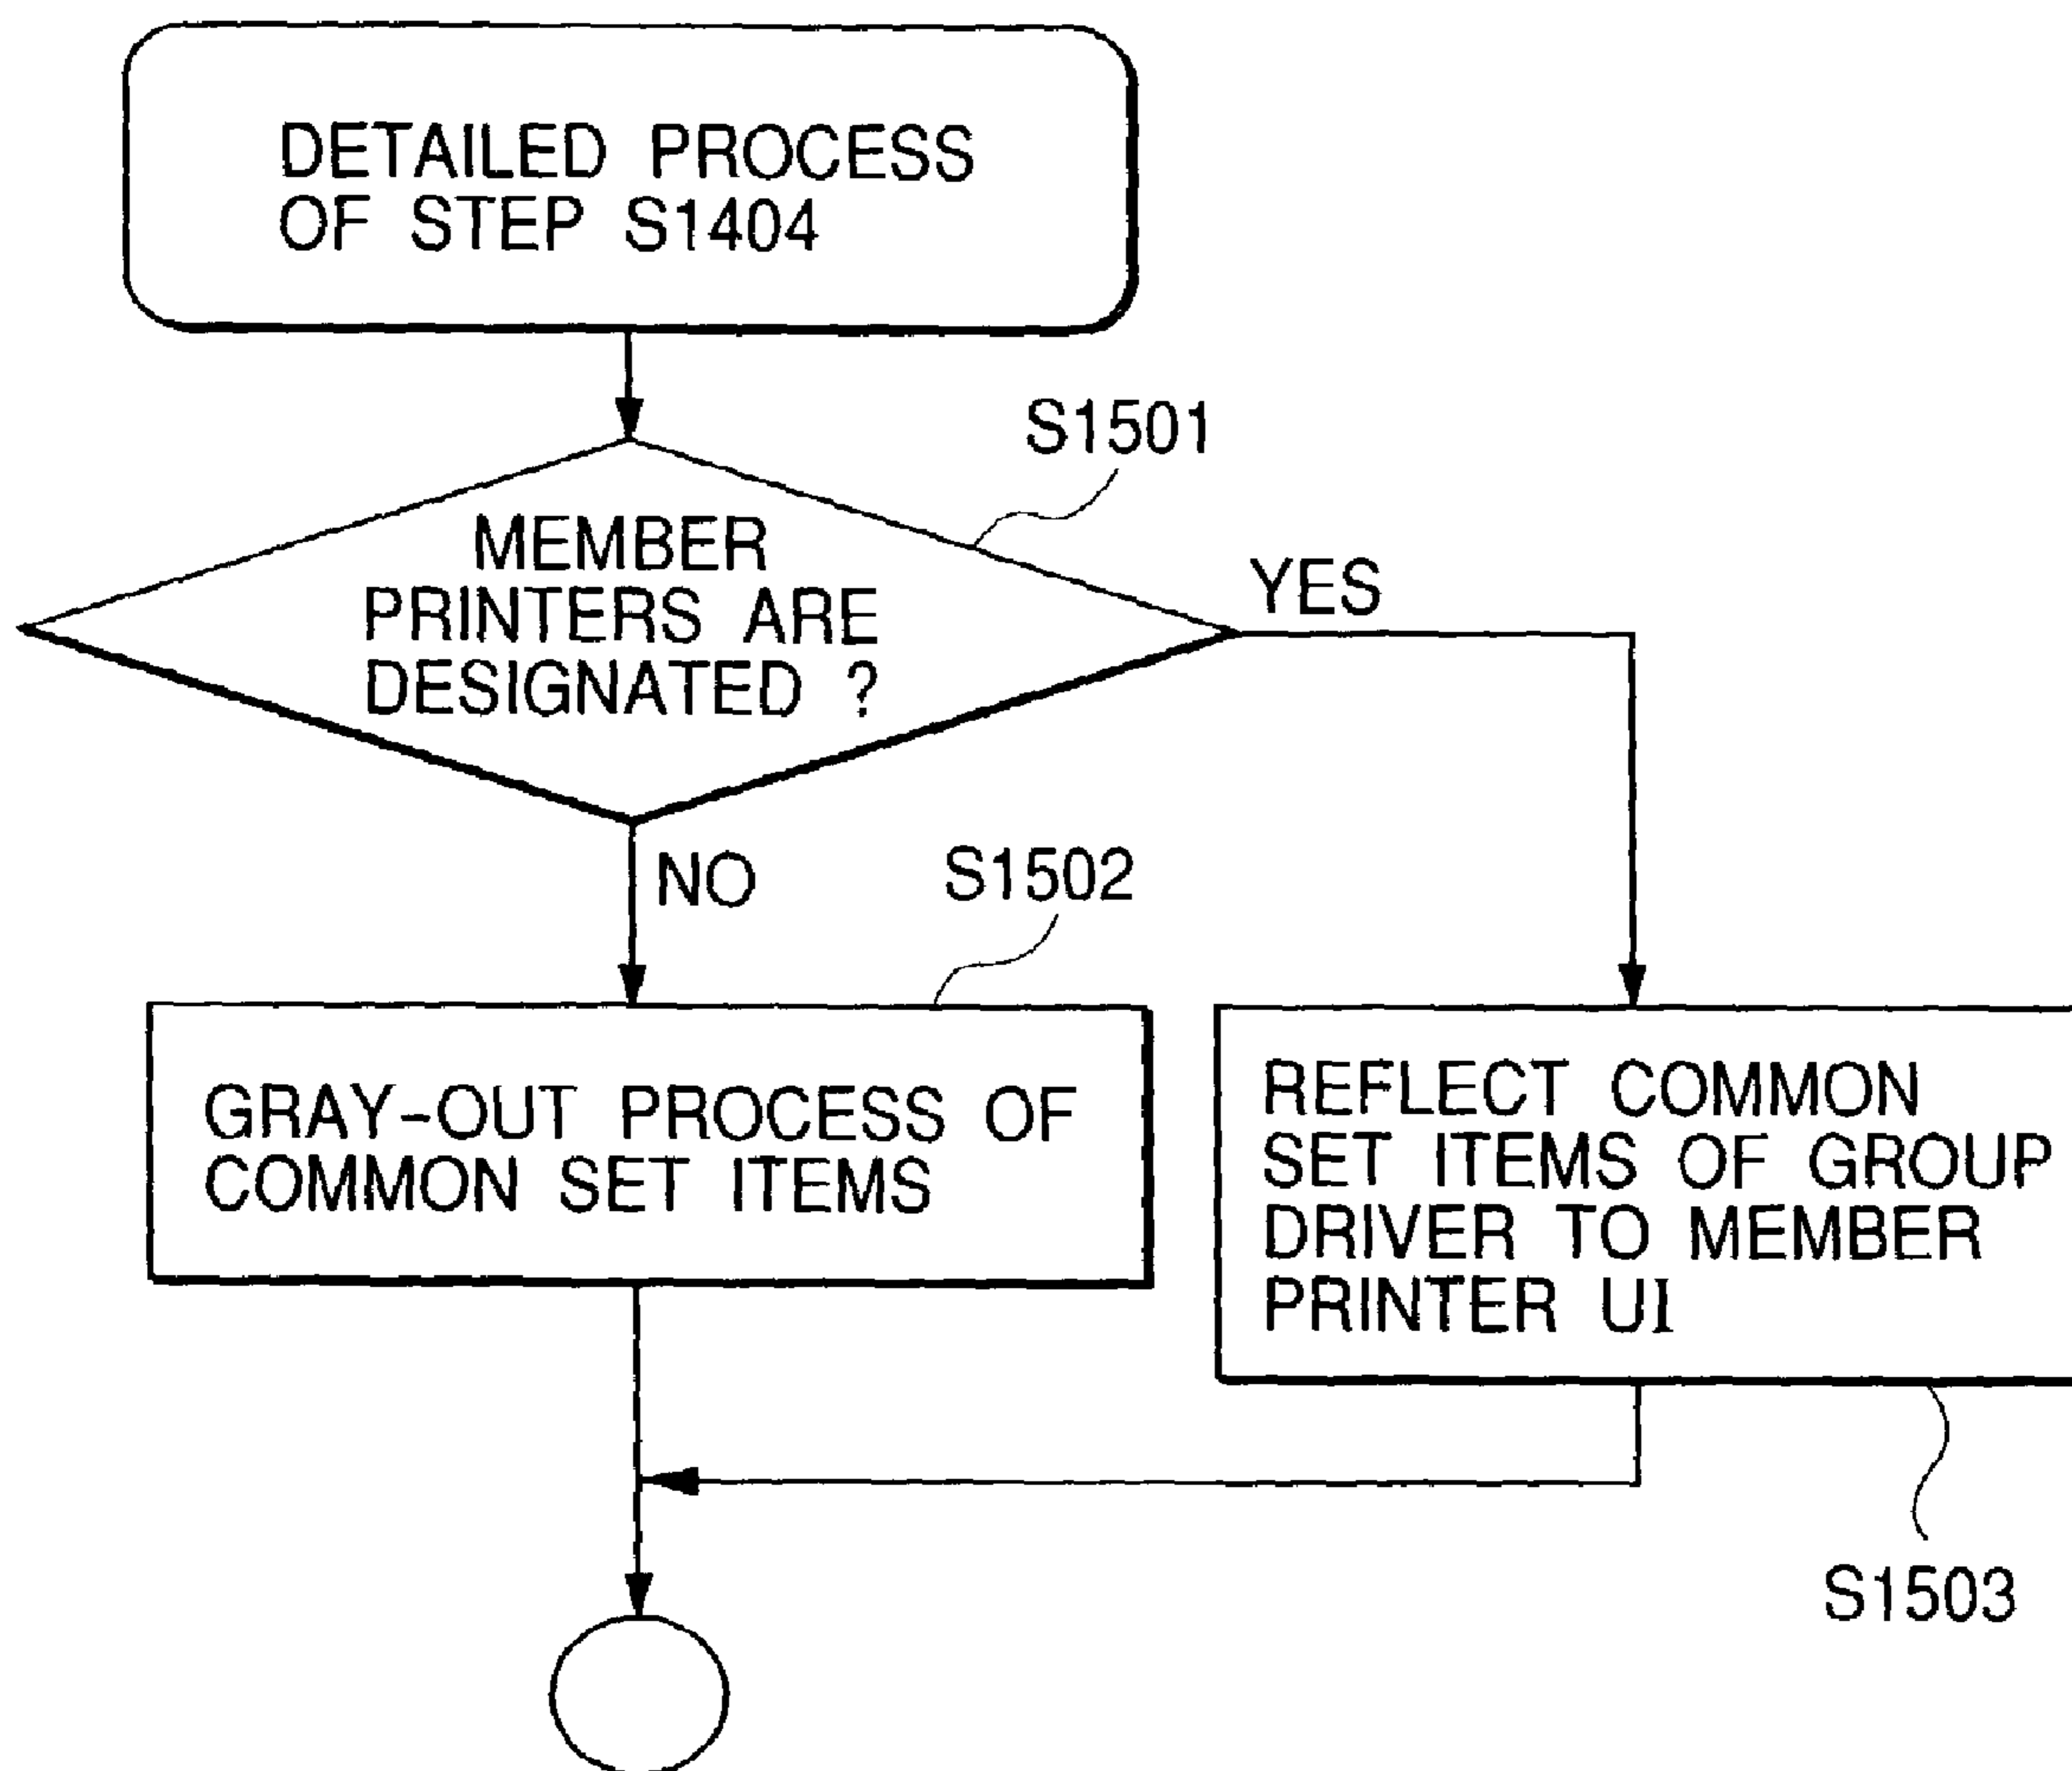 DETAILED PROCESS
OF STEP S1404
S1501
MEMBER
PRINTERS ARE
DESIGNATED ?
YES
NO
S1502
GRAY-OUT PROCESS OF
COMMON SET ITEMS
REFLECT COMMON
SET ITEMS OF GROUP
DRIVER TO MEMBER
PRINTER UI
S1503